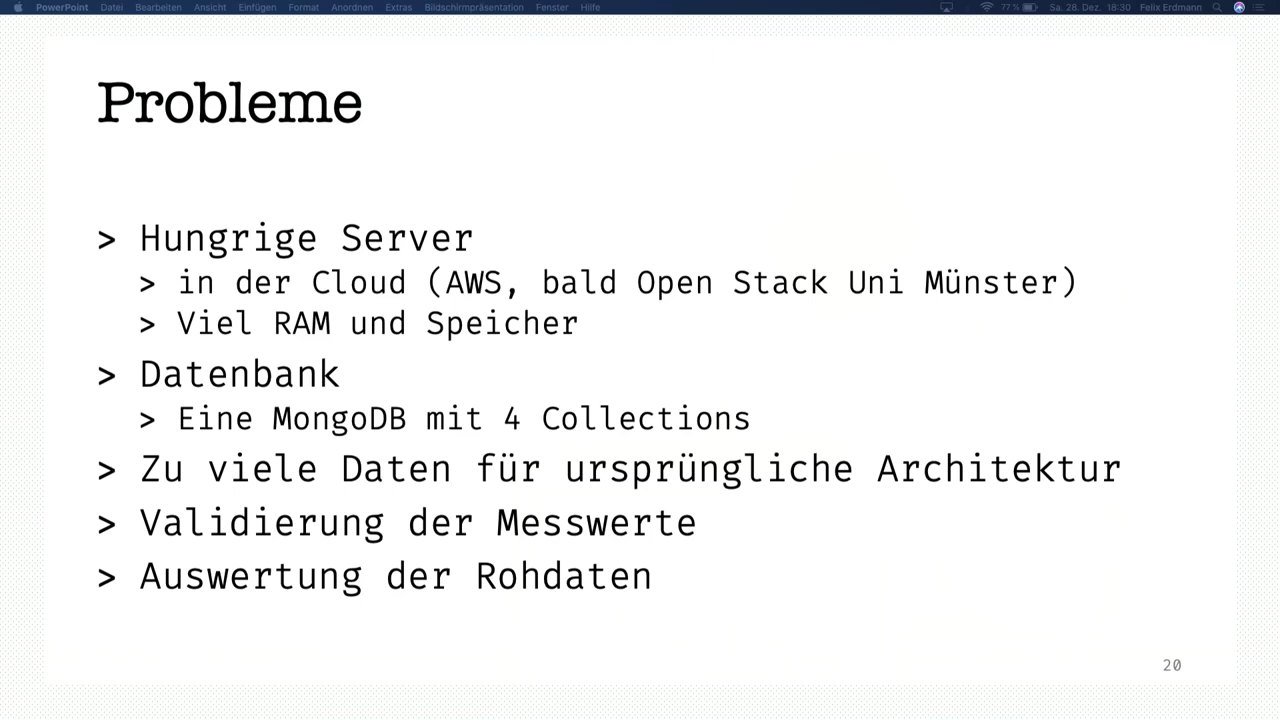 PowerPoint Datei Bearbeiten Ansicht Einfügen Format Anordnen Extras Bildschirmpräsentation Fenster Hilfe 77 % Sa. 28. Dez. 18:30 Felix Erdmann
Probleme
> Hungrige Server
> in der Cloud (AWS, bald Open Stack Uni Münster)
> Viel RAM und Speicher
> Datenbank
> Eine MongoDB mit 4 Collections
> Zu viele Daten für ursprüngliche Architektur
> Validierung der Messwerte
> Auswertung der Rohdaten
20